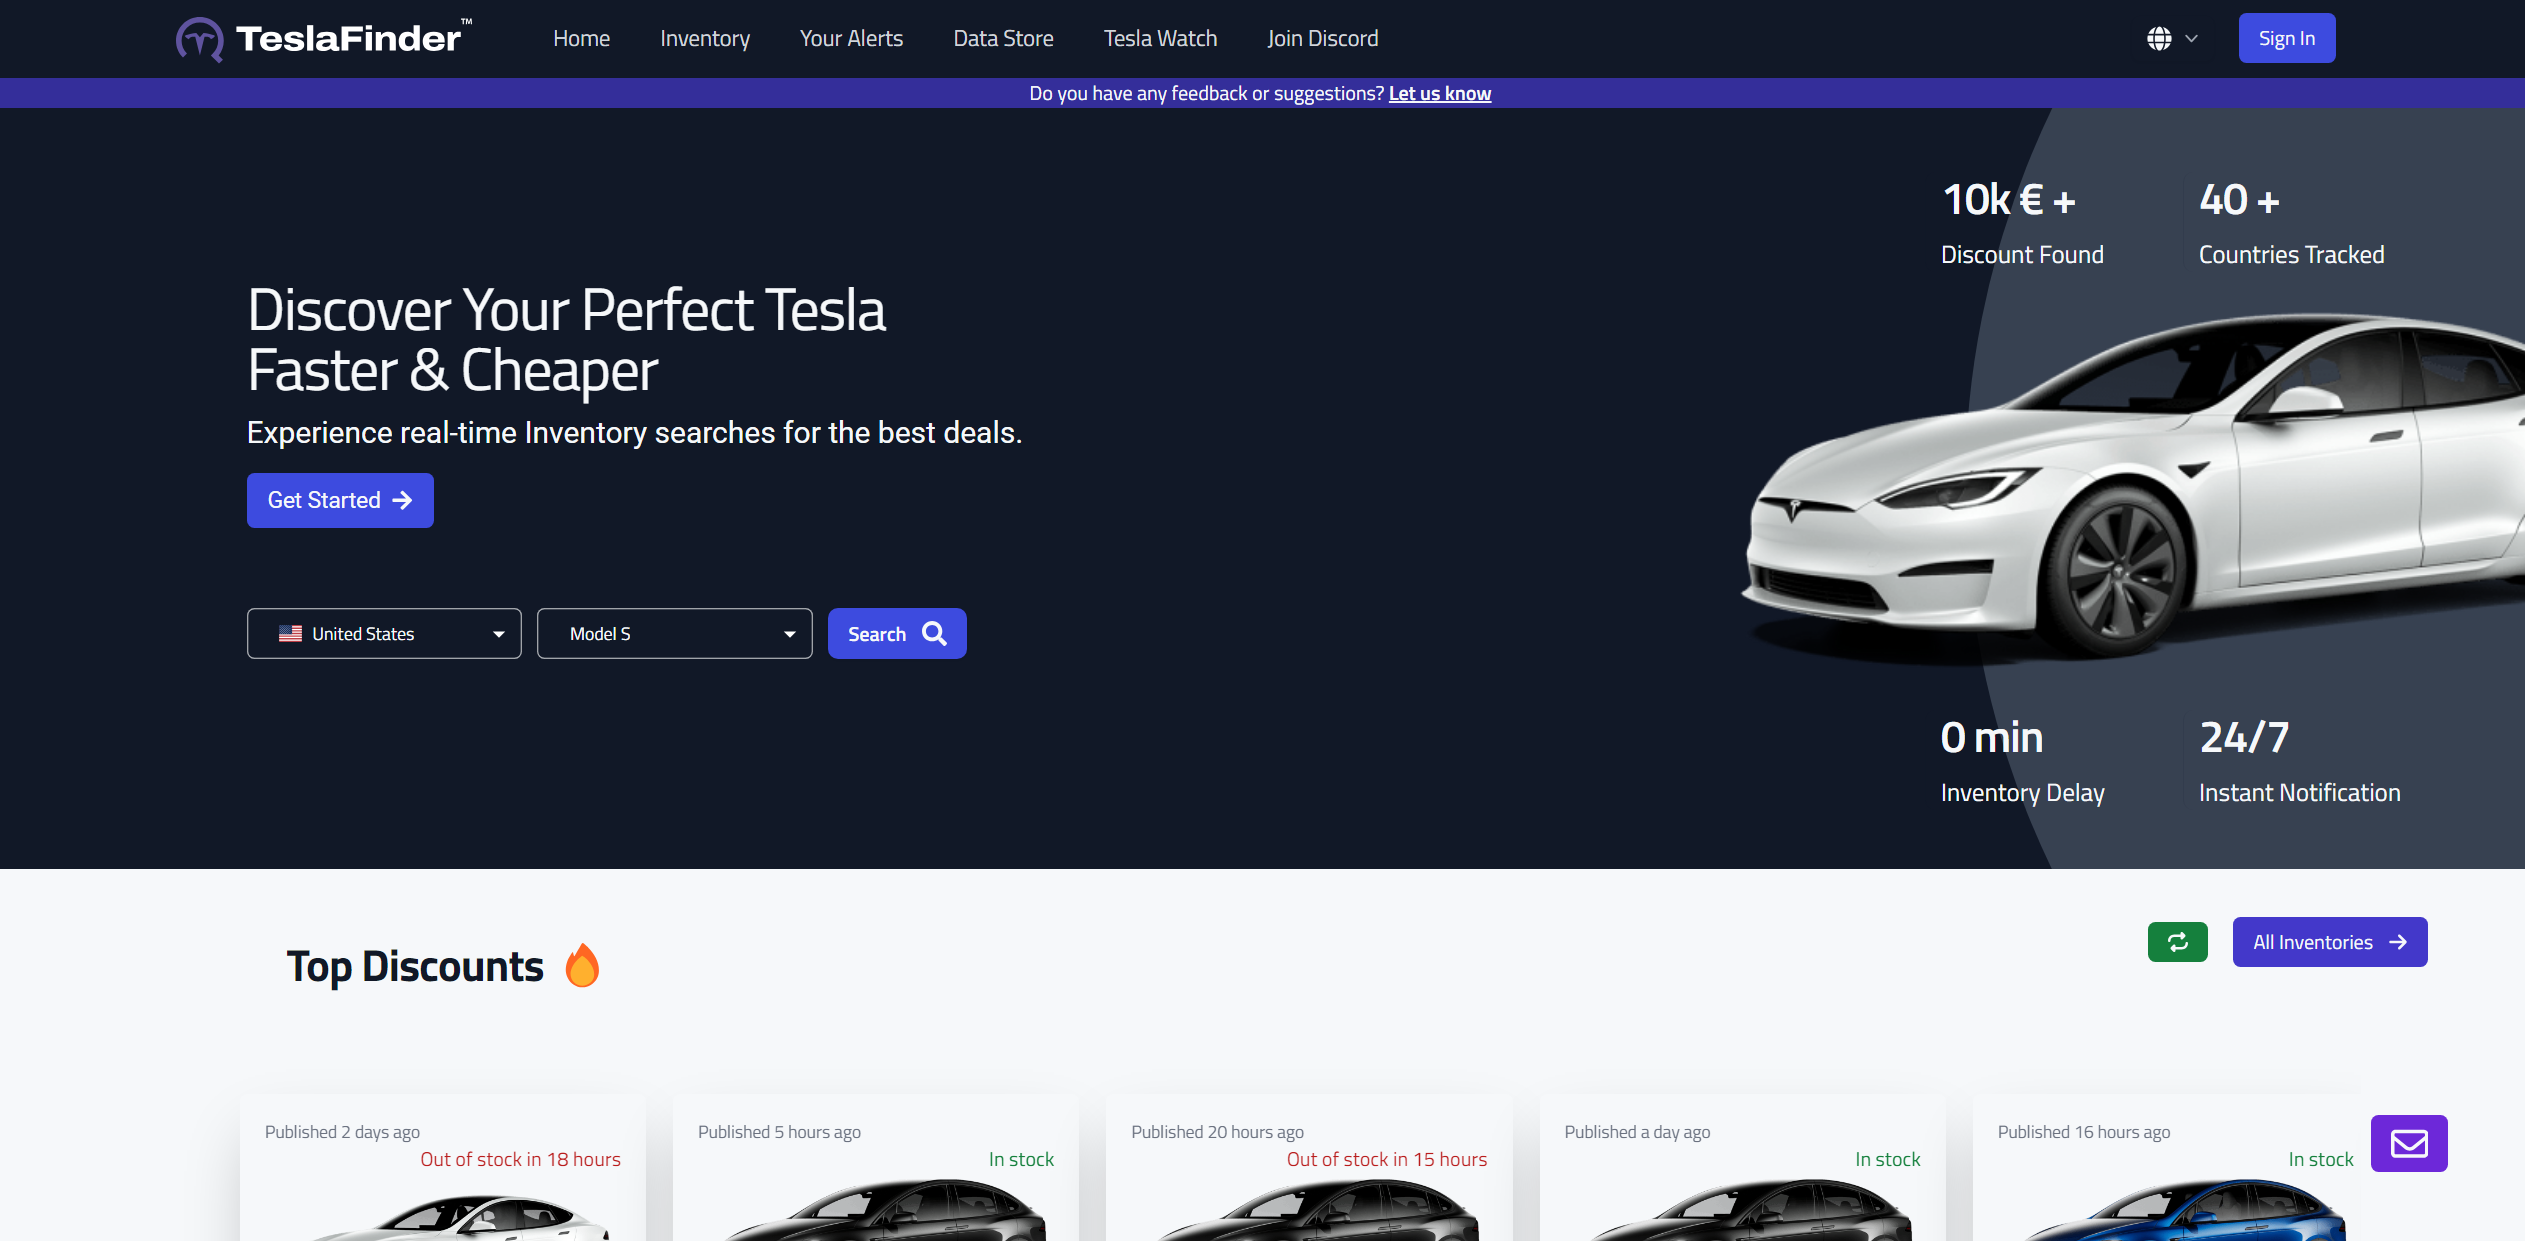 TeslaFinder™
Home
Inventory
Your Alerts
Data Store
Tesla Watch
Join Discord
Sign In
Do you have any feedback or suggestions? Let us know
10k € +
Discount Found
40 +
Countries Tracked
Discover Your Perfect Tesla
Faster & Cheaper
Experience real-time Inventory searches for the best deals.
Get Started
United States
Model S
Search
0 min
Inventory Delay
24/7
Instant Notification
Top Discounts
All Inventories
Published 2 days ago
Out of stock in 18 hours
Published 5 hours ago
In stock
Published 20 hours ago
Out of stock in 15 hours
Published a day ago
In stock
Published 16 hours ago
In stock